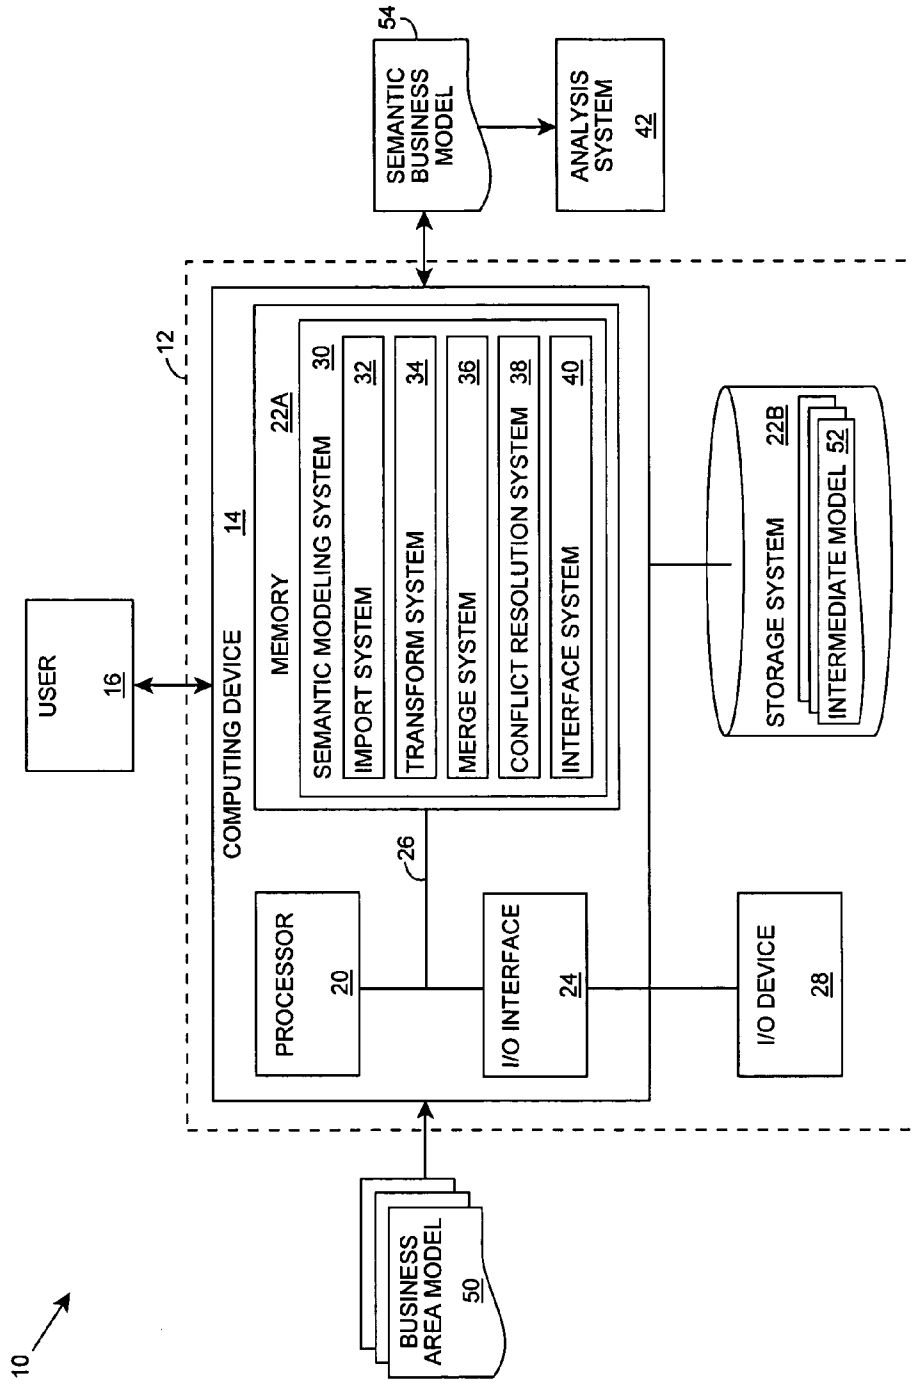 10
USER
16
12
COMPUTING DEVICE
14
PROCESSOR
20
26
I/O INTERFACE
24
MEMORY
22A
SEMANTIC MODELING SYSTEM
30
IMPORT SYSTEM
32
TRANSFORM SYSTEM
34
MERGE SYSTEM
36
CONFLICT RESOLUTION SYSTEM
38
INTERFACE SYSTEM
40
BUSINESS
AREA MODEL
50
54
SEMANTIC
BUSINESS
MODEL
ANALYSIS
SYSTEM
42
I/O DEVICE
28
STORAGE SYSTEM
22B
INTERMEDIATE MODEL
52